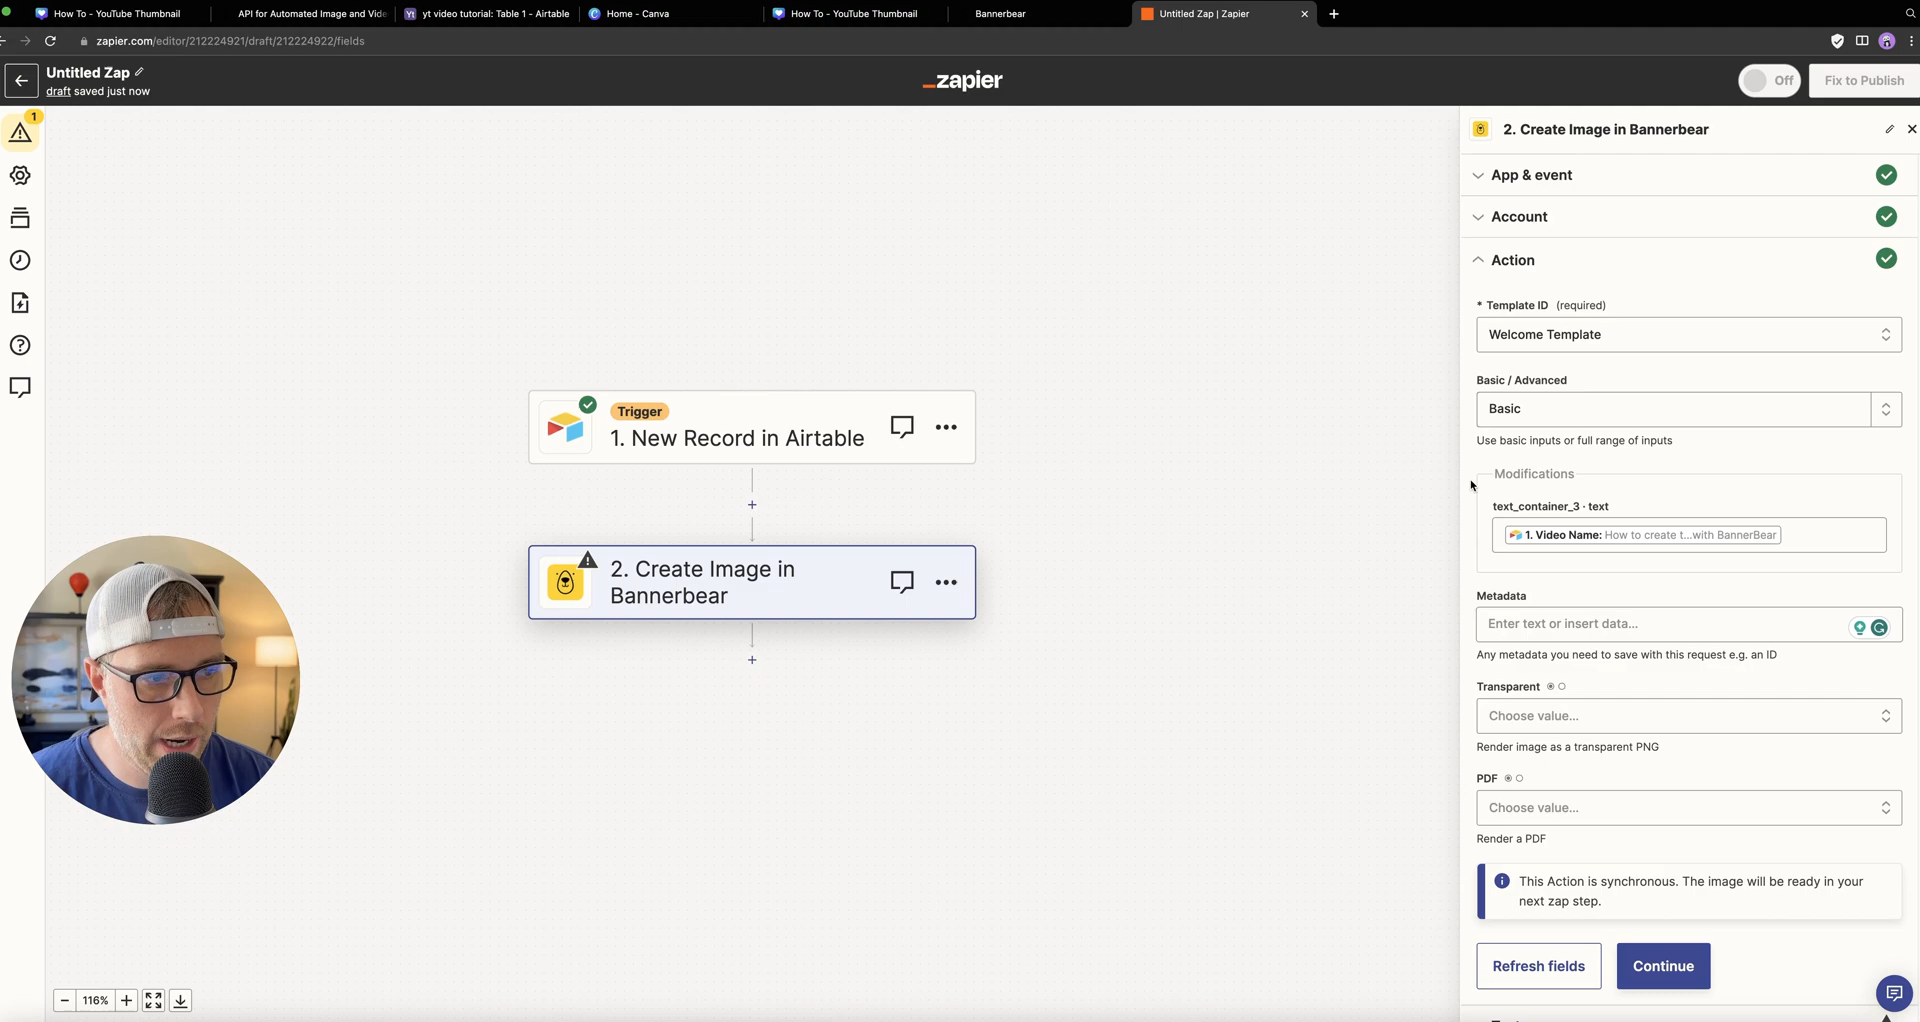 How To - YouTube Thumbnail
API for Automated Image and Vide
Yt
yt video tutorial: Table 1 - Airtable
Home - Canva
How To - YouTube Thumbnail
Bannerbear
Untitled Zap | Zapier
zapier.com/editor/212224921/draft/212224922/fields
Untitled Zap
draft saved just now
_zapier
Off
Fix to Publish
1
2. Create Image in Bannerbear
App & event
Account
Action
* Template ID (required)
Welcome Template
Basic / Advanced
Basic
Use basic inputs or full range of inputs
Modifications
text_container_3 · text
1. Video Name: How to create t...with BannerBear
Metadata
Enter text or insert data...
Any metadata you need to save with this request e.g. an ID
Transparent
Choose value...
Render image as a transparent PNG
PDF
Choose value...
Render a PDF
This Action is synchronous. The image will be ready in your
next zap step.
Refresh fields
Continue
Trigger
1. New Record in Airtable
2. Create Image in
Bannerbear
116%